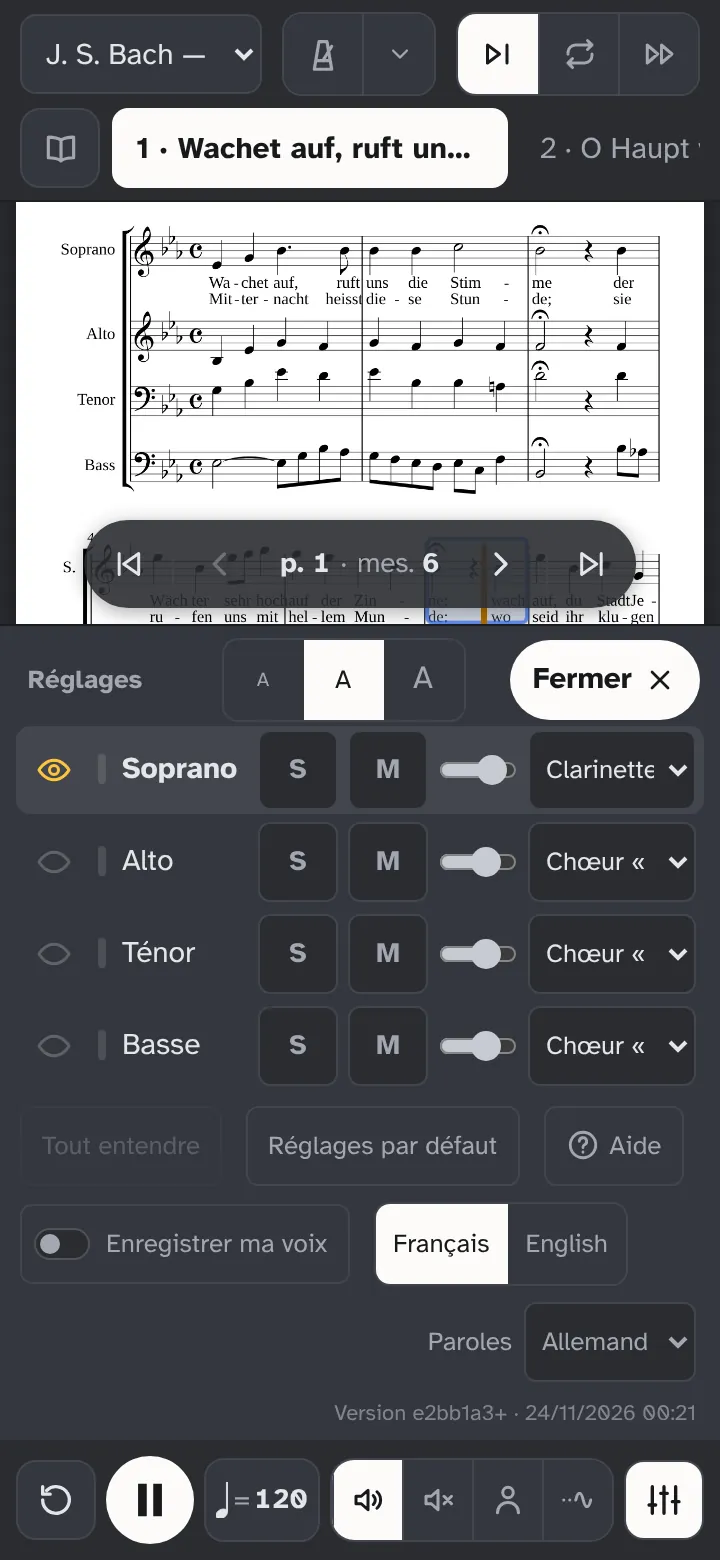 J. S. Bach —
1 · Wachet auf, ruft un...
2 · O Haupt
Soprano
Wa - chet auf, ruft uns die Stim - me der
Mit - ter - nacht heisst die - se Stun - de; sie
Alto
Tenor
Bass
p. 1 · mes. 6
S.
Wäch ter sehr hoch auf der Zin - ne: wach auf, du Stadt Je -
ru - fen uns mit hel - lem Mun - de: wo seid ihr klu - gen
Réglages
A A A
Fermer
Soprano S M Clarinette
Alto S M Chœur «
Ténor S M Chœur «
Basse S M Chœur «
Tout entendre Réglages par défaut Aide
Enregistrer ma voix Français English
Paroles Allemand
Version e2bb1a3+ · 24/11/2026 00:21
= 120